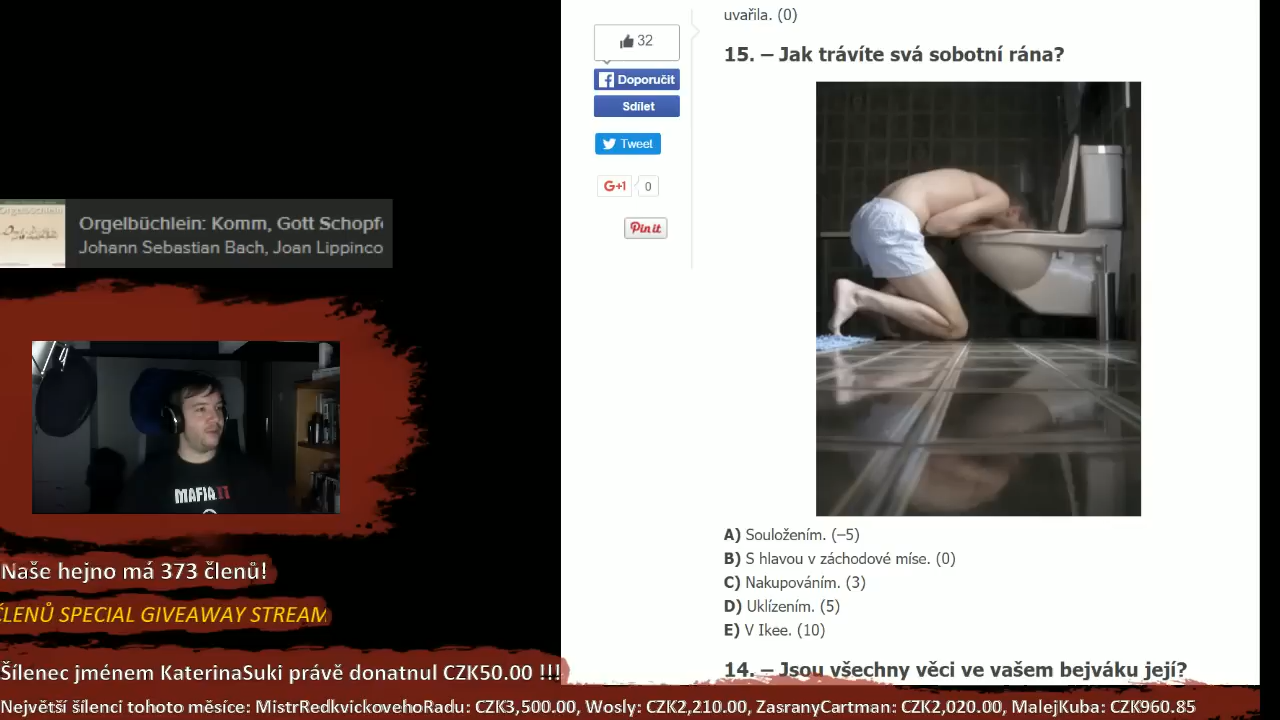 uvařila. (0)
32
Doporučit
Sdílet
Tweet
G+1 0
Pin it
15. – Jak trávíte svá sobotní rána?
A) Souložením. (–5)
B) S hlavou v záchodové míse. (0)
C) Nakupováním. (3)
D) Uklízením. (5)
E) V Ikee. (10)
14. – Jsou všechny věci ve vašem bejváku její?
Orgelbüchlein: Komm, Gott Schopf
Johann Sebastian Bach, Joan Lippinco
MAFIA II
Naše hejno má 373 členů!
ČLENŮ SPECIAL GIVEAWAY STREAM
Šílenec jménem KaterinaSuki právě donatnul CZK50.00 !!!
Největší šílenci tohoto měsíce: MistrRedkvickovehoRadu: CZK3,500.00, Wosly: CZK2,210.00, ZasranyCartman: CZK2,020.00, MalejKuba: CZK960.85